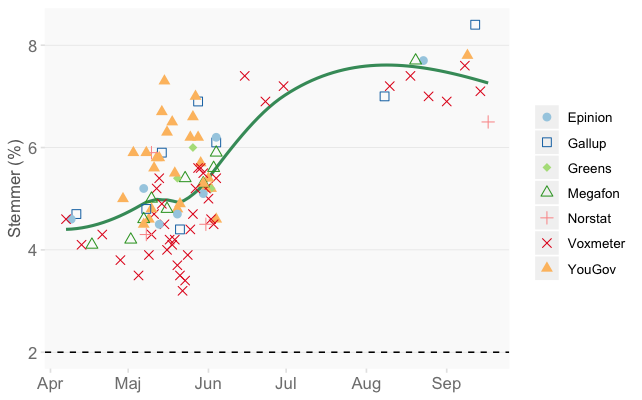 Stemmer (%)
8
6
4
2
Apr Maj Jun Jul Aug Sep
Epinion
Gallup
Greens
Megafon
Norstat
Voxmeter
YouGov